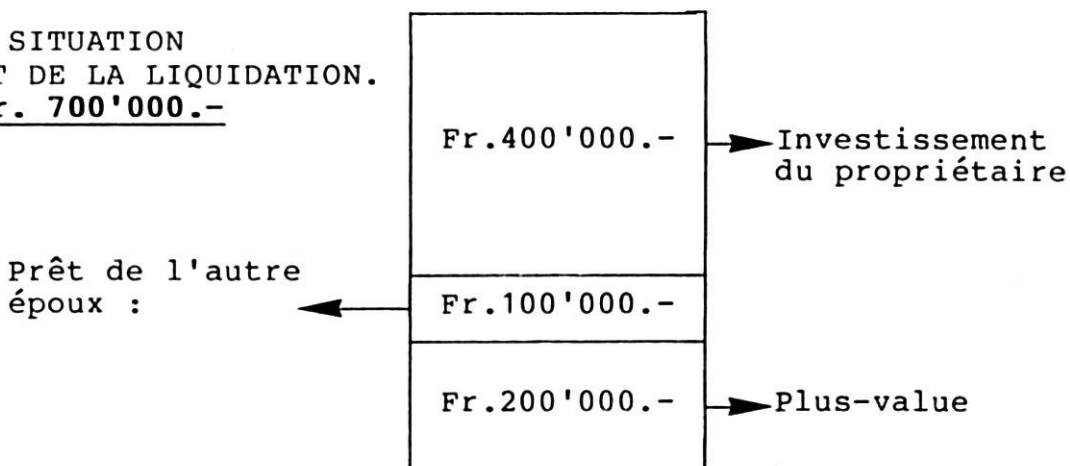 SITUATION
DE LA LIQUIDATION.
700'000.-
Fr.400'000.-
Investissement
du propriétaire
Prêt de l'autre
époux :
Fr.100'000.-
Fr.200'000.-
Plus-value